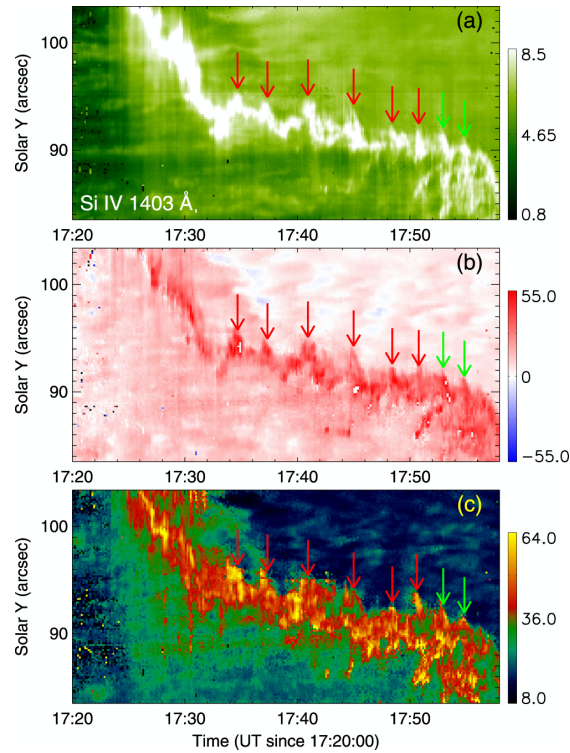 (a)
100
90
Solar Y (arcsec)
Si IV 1403 Å,
8.5
4.65
0.8
17:20 17:30 17:40 17:50
(b)
100
90
Solar Y (arcsec)
55.0
0
−55.0
17:20 17:30 17:40 17:50
(c)
100
90
Solar Y (arcsec)
64.0
36.0
8.0
17:20 17:30 17:40 17:50
Time (UT since 17:20:00)